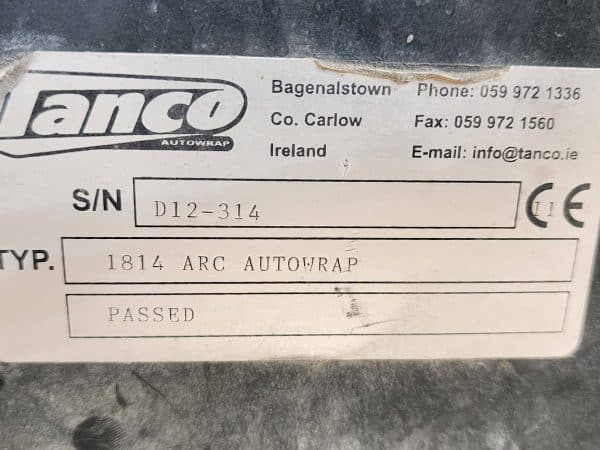 Tanco
AUTOWRAP
Bagenalstown Phone: 059 972 1336
Co. Carlow Fax: 059 972 1560
Ireland E-mail: info@tanco.ie
S/N D12-314 CE
TYP. 1814 ARC AUTOWRAP
PASSED